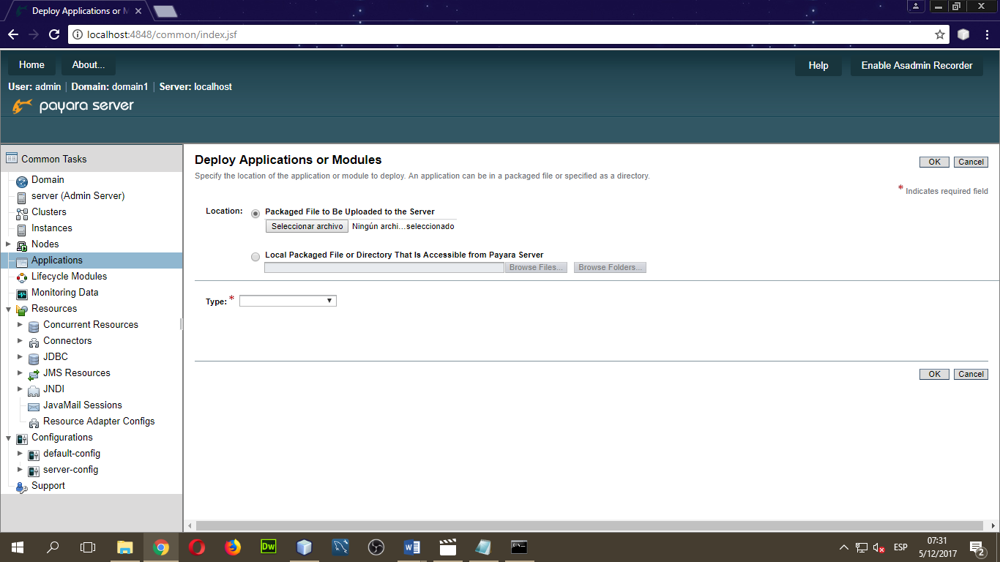 Deploy Applications or M
localhost:4848/common/index.jsf
Home
About...
Help
Enable Asadmin Recorder
User: admin | Domain: domain1 | Server: localhost
payara server
Common Tasks
Domain
server (Admin Server)
Clusters
Instances
Nodes
Applications
Lifecycle Modules
Monitoring Data
Resources
Concurrent Resources
Connectors
JDBC
JMS Resources
JNDI
JavaMail Sessions
Resource Adapter Configs
Configurations
default-config
server-config
Support
Deploy Applications or Modules
OK
Cancel
Specify the location of the application or module to deploy. An application can be in a packaged file or specified as a directory.
* Indicates required field
Location:
Packaged File to Be Uploaded to the Server
Seleccionar archivo
Ningún archi...seleccionado
Local Packaged File or Directory That Is Accessible from Payara Server
Browse Files...
Browse Folders...
Type: *
OK
Cancel
Dw
ESP
07:31
5/12/2017
2